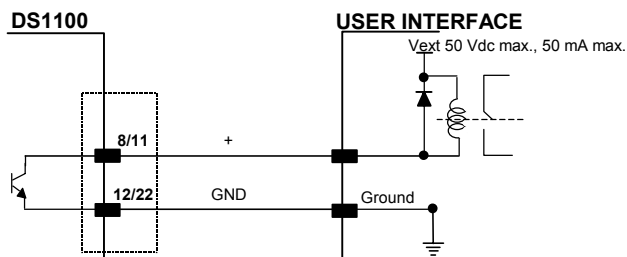 DS1100
USER INTERFACE
Vext 50 Vdc max., 50 mA max.
8/11
+
12/22
GND
Ground